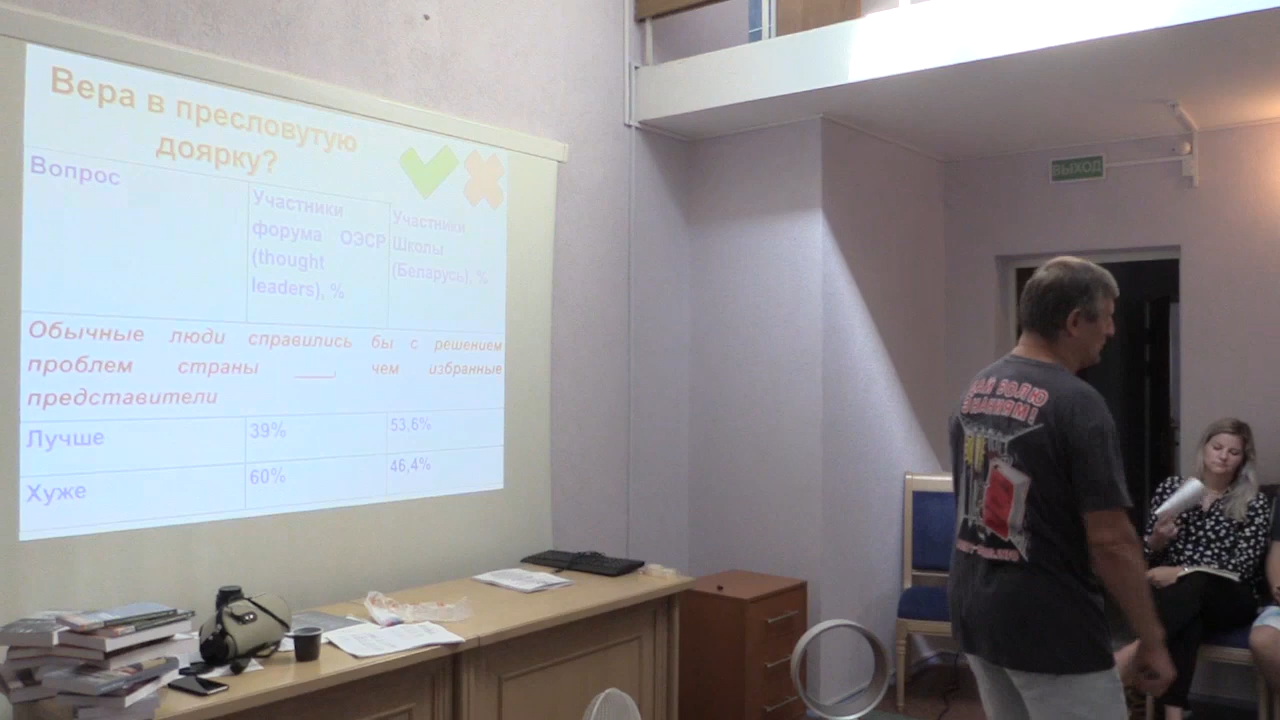 Вера в пресловутую
доярку?
Вопрос
Участники
форума ОЭСР
(thought
leaders), %
Участники
Школы
(Беларусь), %
Обычные люди справились бы с решением
проблем страны ____, чем избранные
представители
Лучше
39%
53,6%
Хуже
60%
46,4%
ВЫХОД